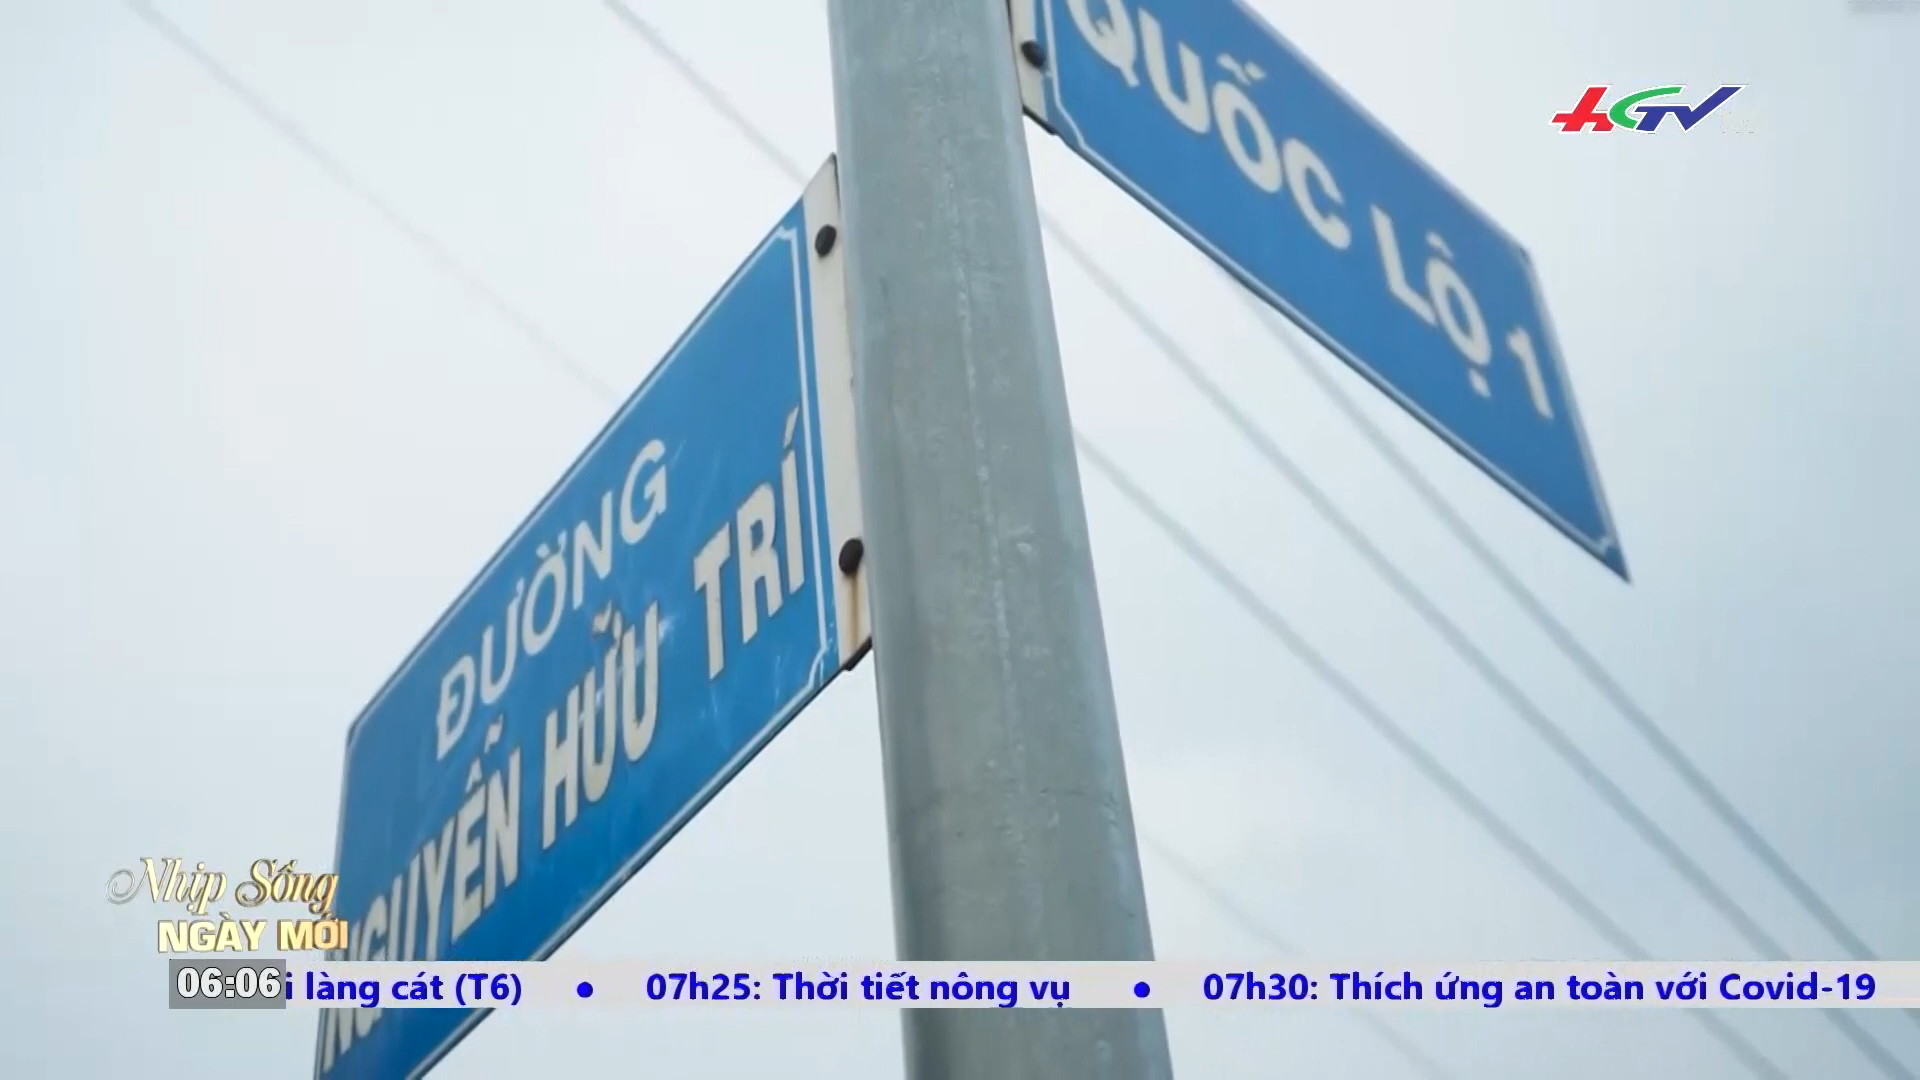 QUỐC LỘ 1
HGTV
ĐƯỜNG
NGUYỄN HỮU TRÍ
Nhịp Sống
NGÀY MỚI
06:06 i làng cát (T6) • 07h25: Thời tiết nông vụ • 07h30: Thích ứng an toàn với Covid-19